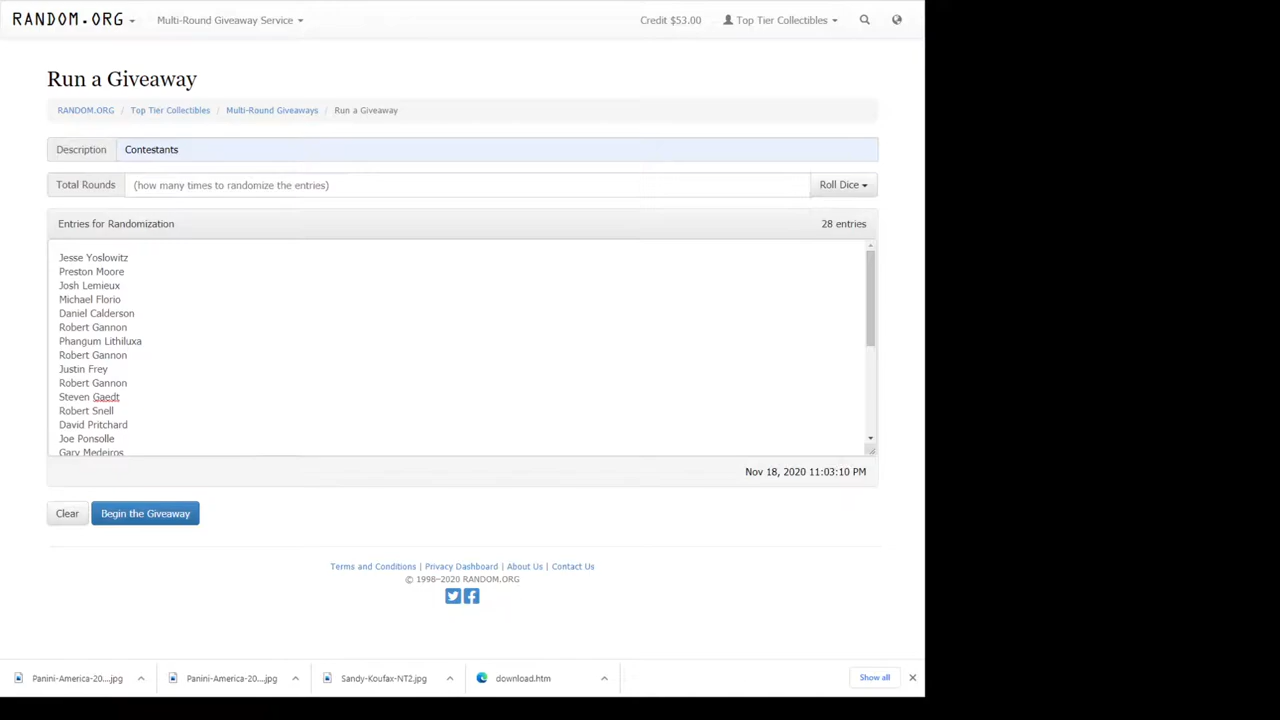 RANDOM.ORG Multi-Round Giveaway Service Credit $53.00 Top Tier Collectibles
Run a Giveaway
RANDOM.ORG / Top Tier Collectibles / Multi-Round Giveaways / Run a Giveaway
Description Contestants
Total Rounds (how many times to randomize the entries) Roll Dice
Entries for Randomization 28 entries
Jesse Yoslowitz
Preston Moore
Josh Lemieux
Michael Florio
Daniel Calderson
Robert Gannon
Phangum Lithiluxa
Robert Gannon
Justin Frey
Robert Gannon
Steven Gaedt
Robert Snell
David Pritchard
Joe Ponsolle
Gary Medeiros
Nov 18, 2020 11:03:10 PM
Clear Begin the Giveaway
Terms and Conditions | Privacy Dashboard | About Us | Contact Us
© 1998–2020 RANDOM.ORG
Panini-America-20....jpg Panini-America-20....jpg Sandy-Koufax-NT2.jpg download.htm Show all